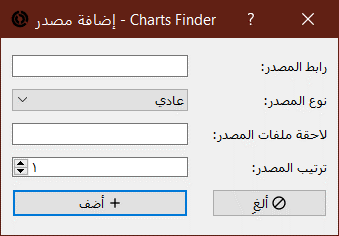 إضافة مصدر - Charts Finder
رابط المصدر:
نوع المصدر: عادي
لاحقة ملفات المصدر:
ترتيب المصدر: ١
ألغِ أضف